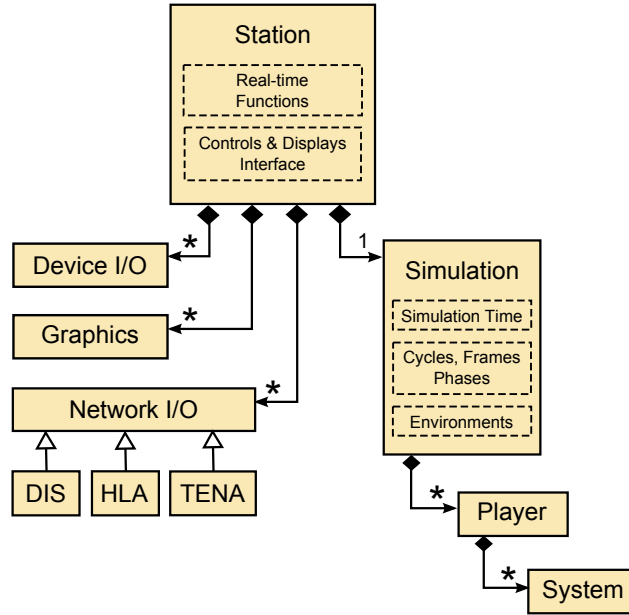 Station
Real-time
Functions
Controls & Displays
Interface
*
1
Device I/O
Simulation
*
Graphics
Simulation Time
Cycles, Frames
Phases
*
Network I/O
Environments
DIS
HLA
TENA
*
Player
*
System